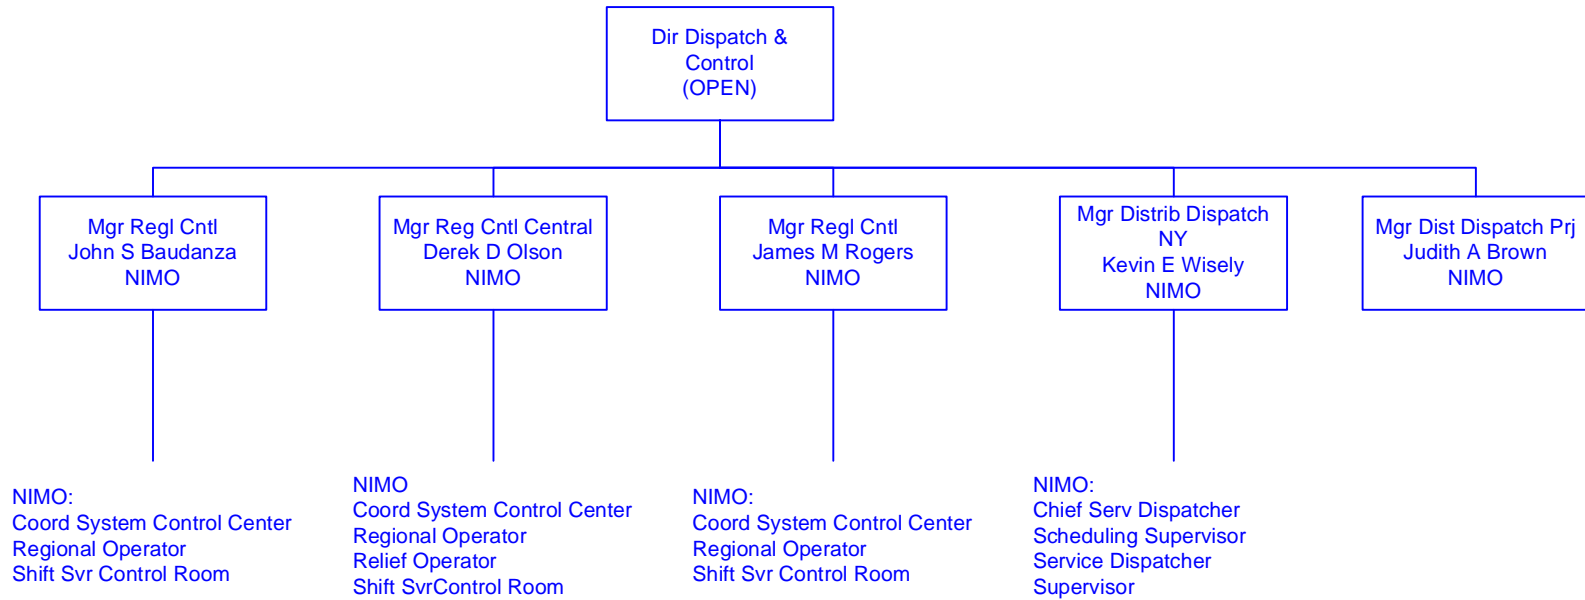 Dir Dispatch &
Control
(OPEN)
Mgr Regl Cntl
John S Baudanza
NIMO
Mgr Reg Cntl Central
Derek D Olson
NIMO
Mgr Regl Cntl
James M Rogers
NIMO
Mgr Distrib Dispatch
NY
Kevin E Wisely
NIMO
Mgr Dist Dispatch Prj
Judith A Brown
NIMO
NIMO:
Coord System Control Center
Regional Operator
Shift Svr Control Room
NIMO
Coord System Control Center
Regional Operator
Relief Operator
Shift SvrControl Room
NIMO:
Coord System Control Center
Regional Operator
Shift Svr Control Room
NIMO:
Chief Serv Dispatcher
Scheduling Supervisor
Service Dispatcher
Supervisor